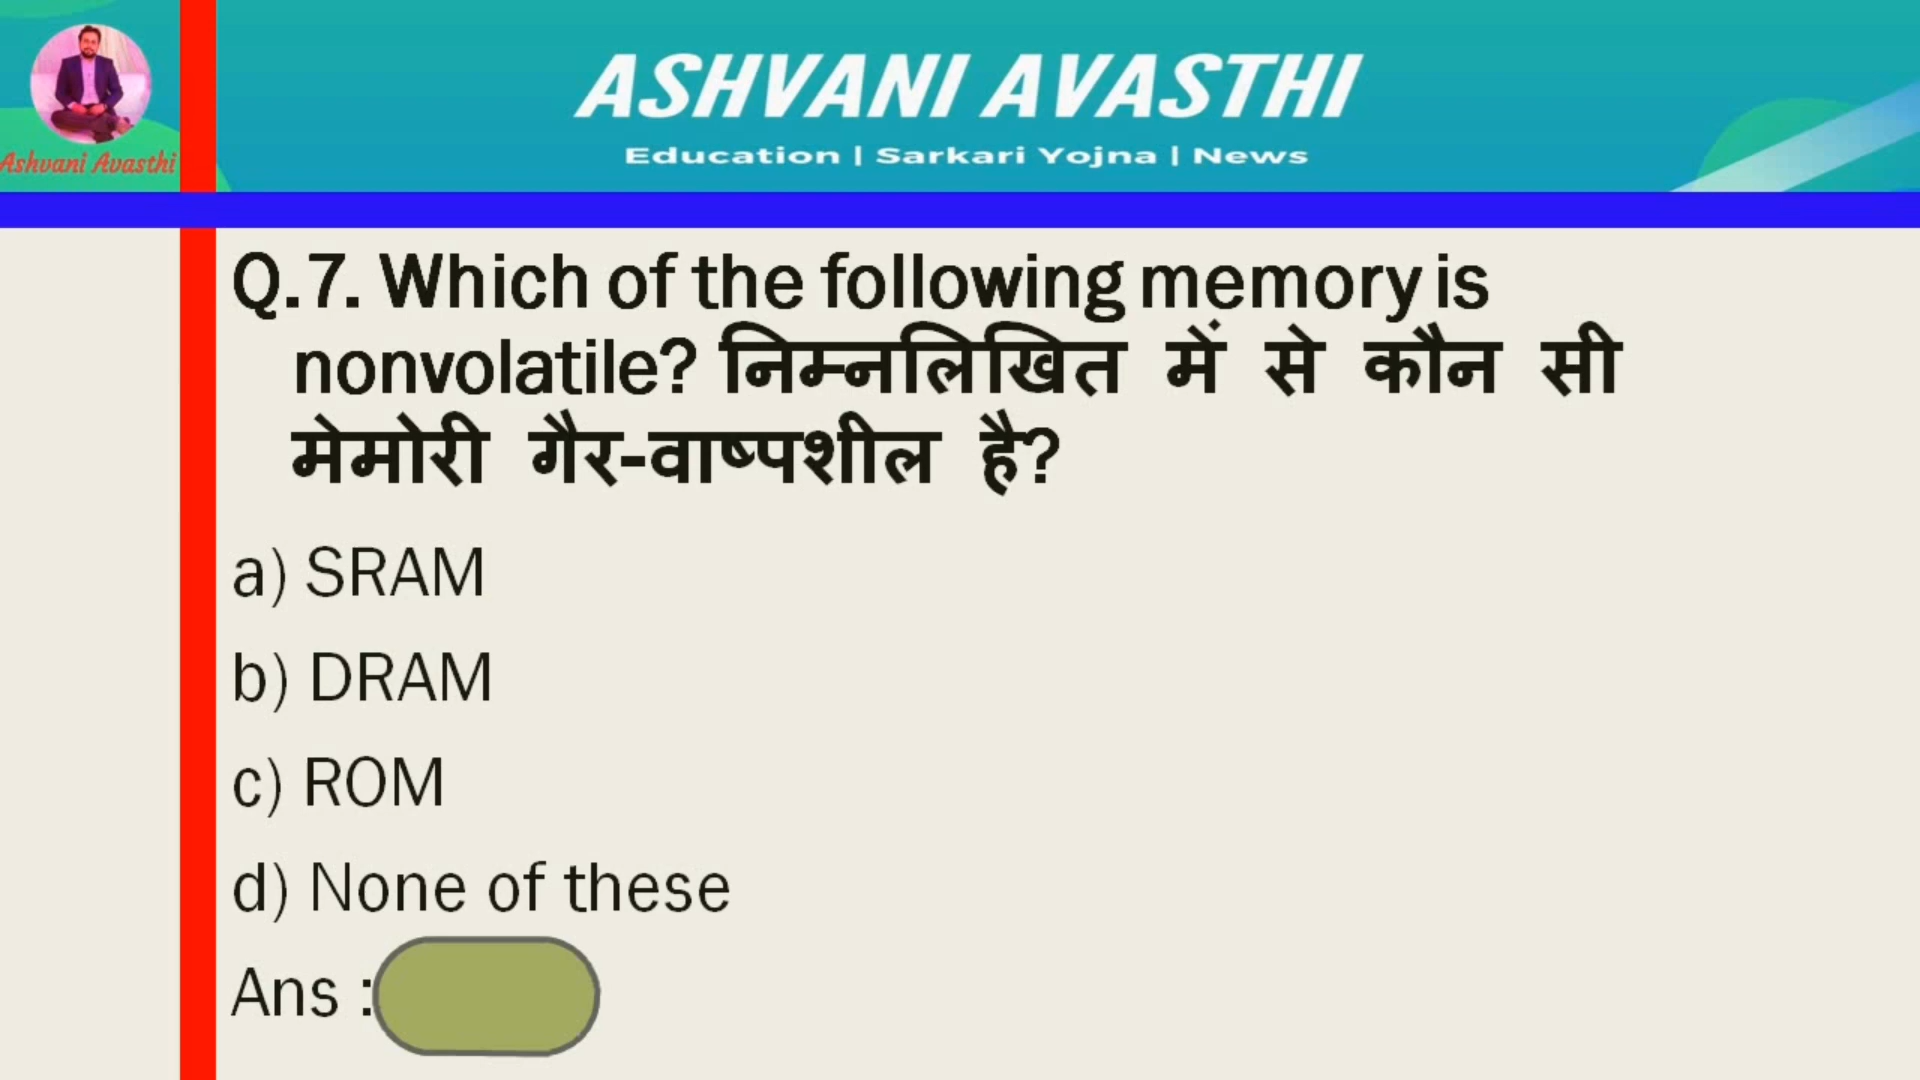 ASHVANI AVASTHI
Education | Sarkari Yojna | News
Ashvani Avasthi
Q.7. Which of the following memory is
nonvolatile? निम्नलिखित में से कौन सी
मेमोरी गैर-वाष्पशील है?
a) SRAM
b) DRAM
c) ROM
d) None of these
Ans :